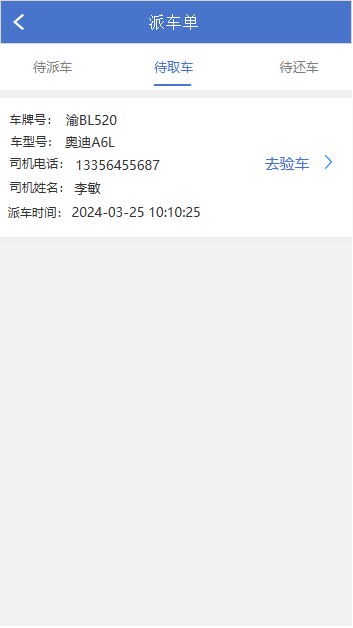 派车单
待派车 待取车 待还车
车牌号： 渝BL520
车型号： 奥迪A6L
司机电话： 13356455687
去验车
司机姓名： 李敏
派车时间： 2024-03-25 10:10:25